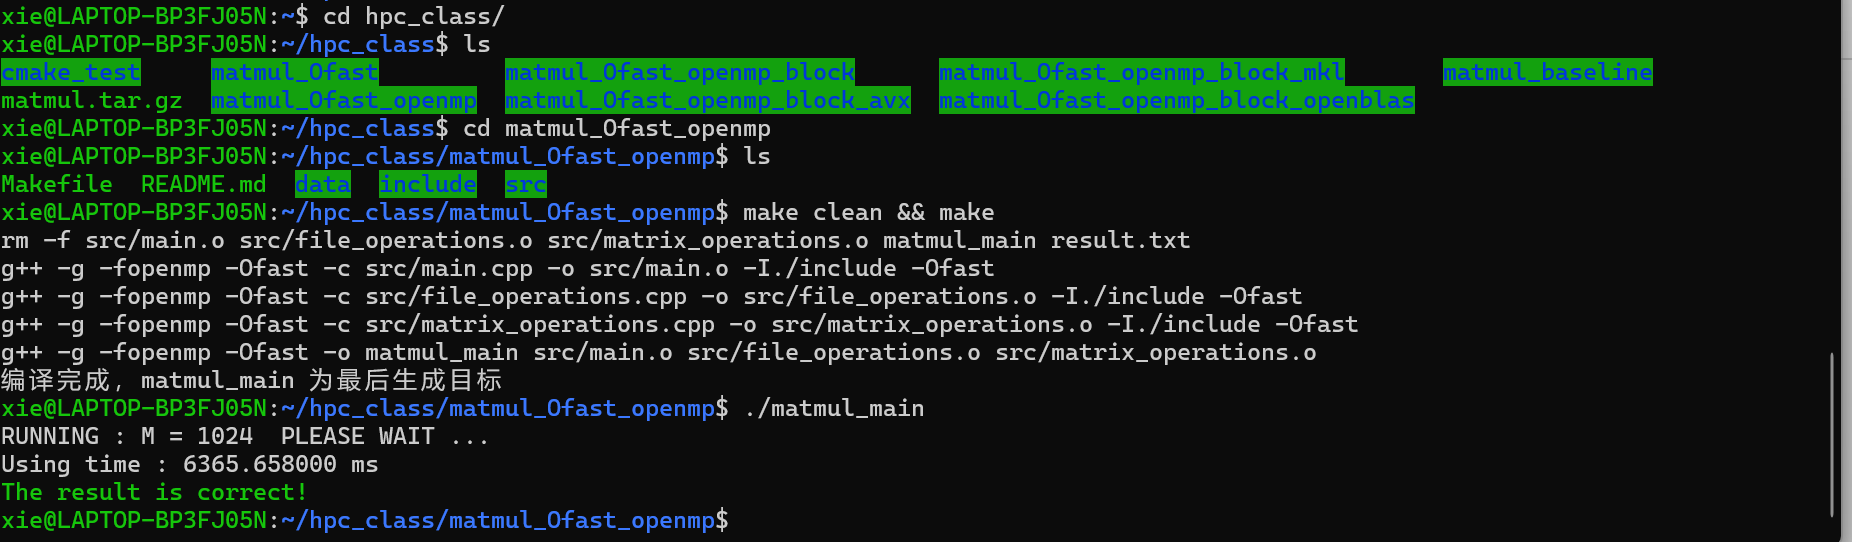 xie@LAPTOP-BP3FJ05N:~$ cd hpc_class/
xie@LAPTOP-BP3FJ05N:~/hpc_class$ ls
cmake_test     matmul_Ofast         matmul_Ofast_openmp_block      matmul_Ofast_openmp_block_mkl       matmul_baseline
matmul.tar.gz  matmul_Ofast_openmp  matmul_Ofast_openmp_block_avx  matmul_Ofast_openmp_block_openblas
xie@LAPTOP-BP3FJ05N:~/hpc_class$ cd matmul_Ofast_openmp
xie@LAPTOP-BP3FJ05N:~/hpc_class/matmul_Ofast_openmp$ ls
Makefile  README.md  data  include  src
xie@LAPTOP-BP3FJ05N:~/hpc_class/matmul_Ofast_openmp$ make clean && make
rm -f src/main.o src/file_operations.o src/matrix_operations.o matmul_main result.txt
g++ -g -fopenmp -Ofast -c src/main.cpp -o src/main.o -I./include -Ofast
g++ -g -fopenmp -Ofast -c src/file_operations.cpp -o src/file_operations.o -I./include -Ofast
g++ -g -fopenmp -Ofast -c src/matrix_operations.cpp -o src/matrix_operations.o -I./include -Ofast
g++ -g -fopenmp -Ofast -o matmul_main src/main.o src/file_operations.o src/matrix_operations.o
编译完成，matmul_main 为最后生成目标
xie@LAPTOP-BP3FJ05N:~/hpc_class/matmul_Ofast_openmp$ ./matmul_main
RUNNING : M = 1024  PLEASE WAIT ...
Using time : 6365.658000 ms
The result is correct!
xie@LAPTOP-BP3FJ05N:~/hpc_class/matmul_Ofast_openmp$